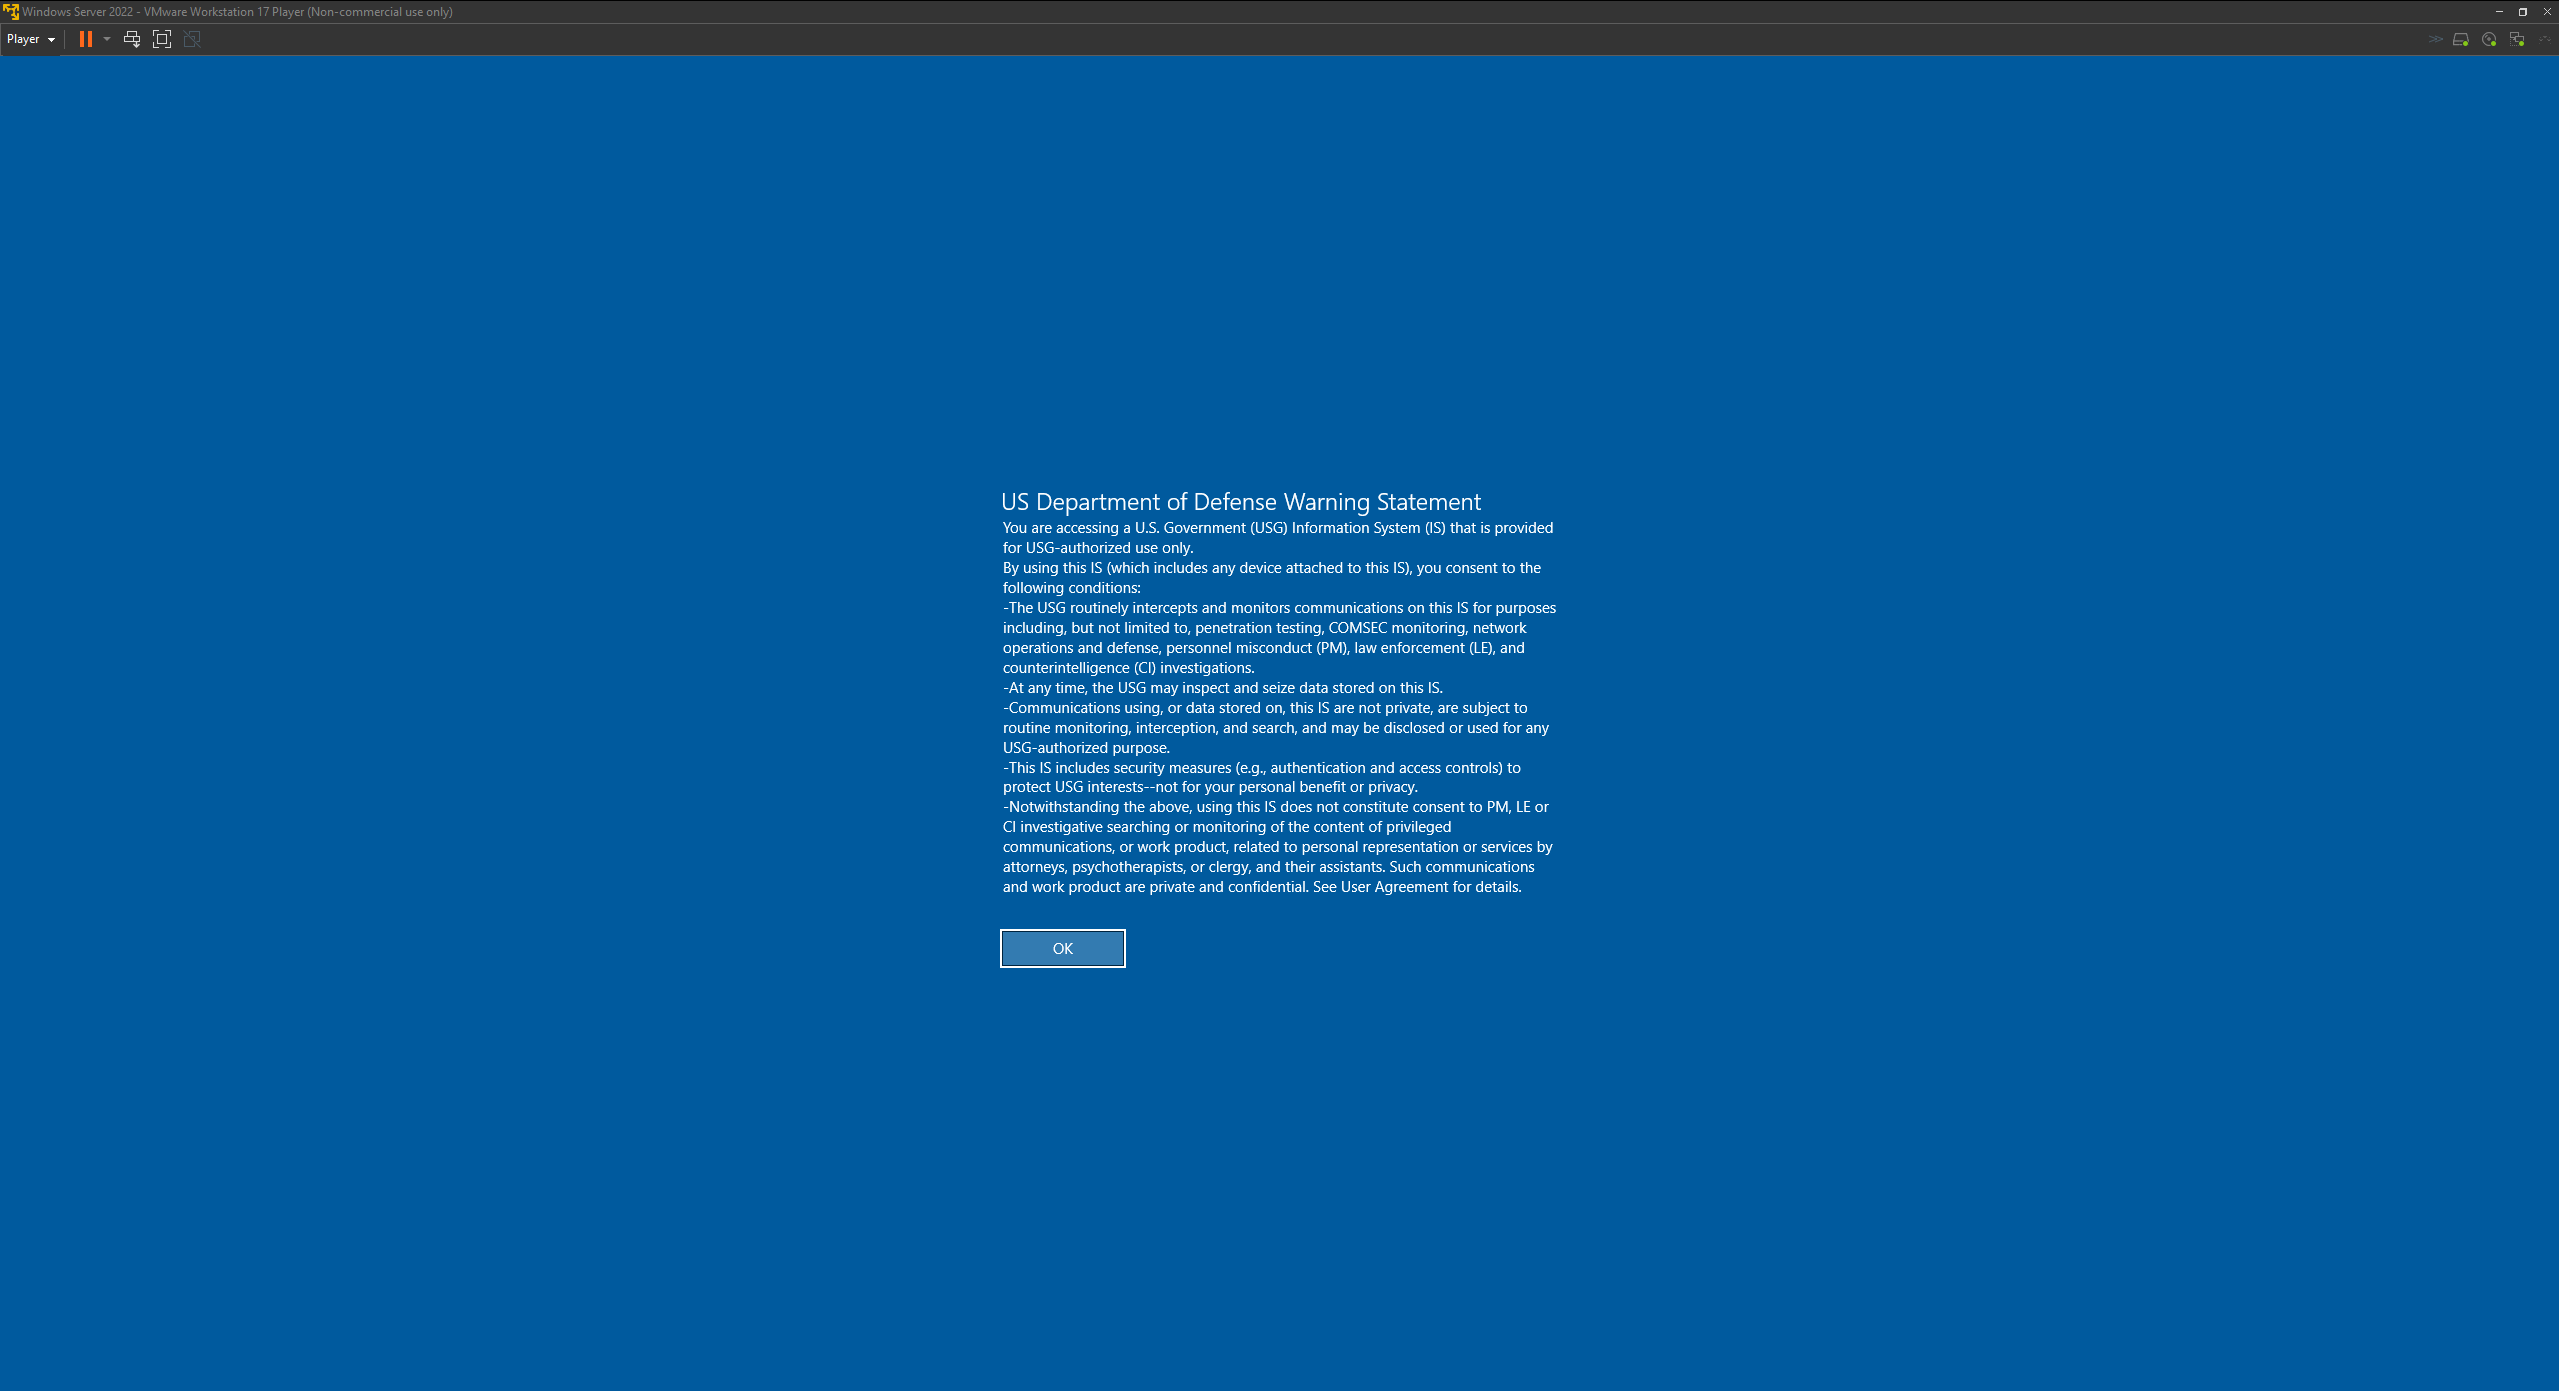 Windows Server 2022 - VMware Workstation 17 Player (Non-commercial use only)
Player
US Department of Defense Warning Statement
You are accessing a U.S. Government (USG) Information System (IS) that is provided
for USG-authorized use only.
By using this IS (which includes any device attached to this IS), you consent to the
following conditions:
-The USG routinely intercepts and monitors communications on this IS for purposes
including, but not limited to, penetration testing, COMSEC monitoring, network
operations and defense, personnel misconduct (PM), law enforcement (LE), and
counterintelligence (CI) investigations.
-At any time, the USG may inspect and seize data stored on this IS.
-Communications using, or data stored on, this IS are not private, are subject to
routine monitoring, interception, and search, and may be disclosed or used for any
USG-authorized purpose.
-This IS includes security measures (e.g., authentication and access controls) to
protect USG interests--not for your personal benefit or privacy.
-Notwithstanding the above, using this IS does not constitute consent to PM, LE or
CI investigative searching or monitoring of the content of privileged
communications, or work product, related to personal representation or services by
attorneys, psychotherapists, or clergy, and their assistants. Such communications
and work product are private and confidential. See User Agreement for details.
OK